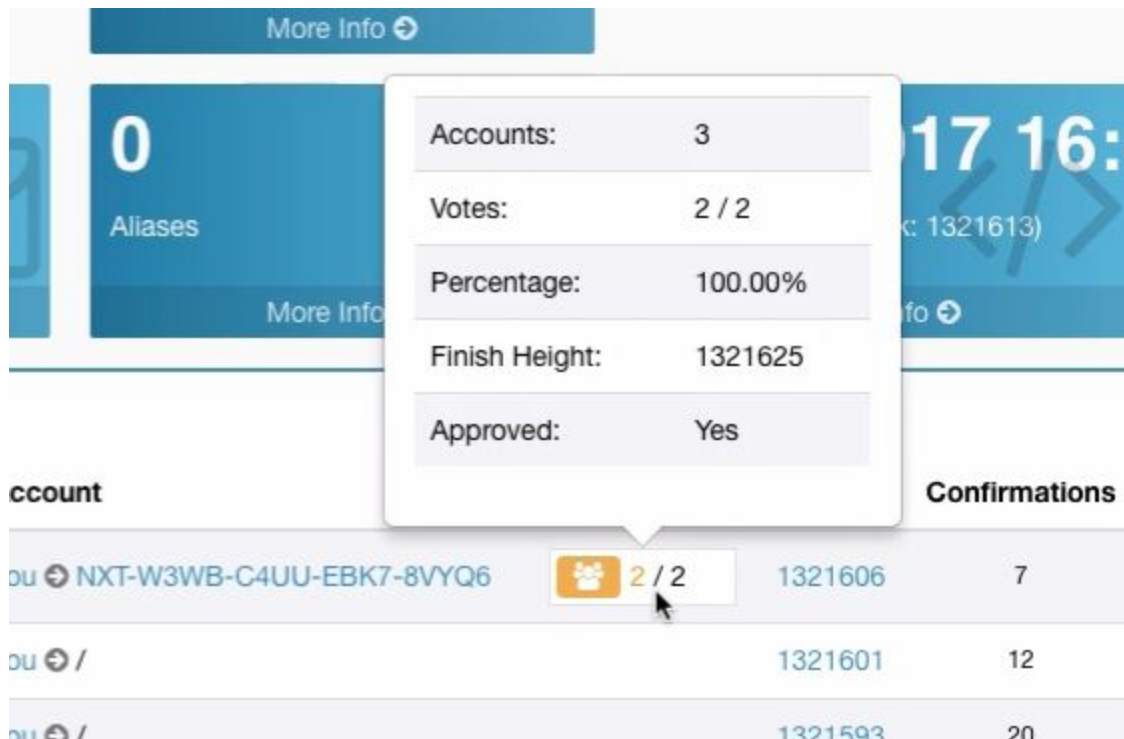 More Info
0
17 16:
Aliases
k: 1321613)
More Info
nfo
Accounts: 3
Votes: 2 / 2
Percentage: 100.00%
Finish Height: 1321625
Approved: Yes
ccount Confirmations
ou NXT-W3WB-C4UU-EBK7-8VYQ6 2 / 2 1321606 7
ou / 1321601 12
ou / 1321593 20